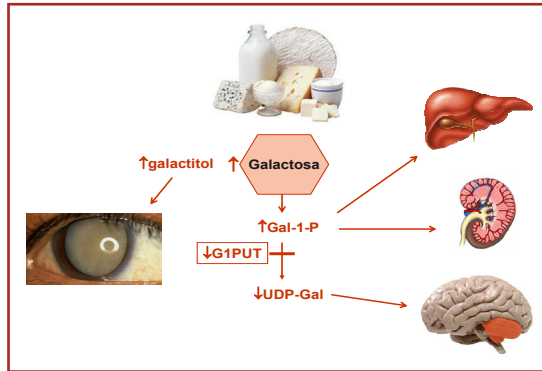 ↑galactitol
↑ Galactosa
↑Gal-1-P
↓G1PUT
↓UDP-Gal